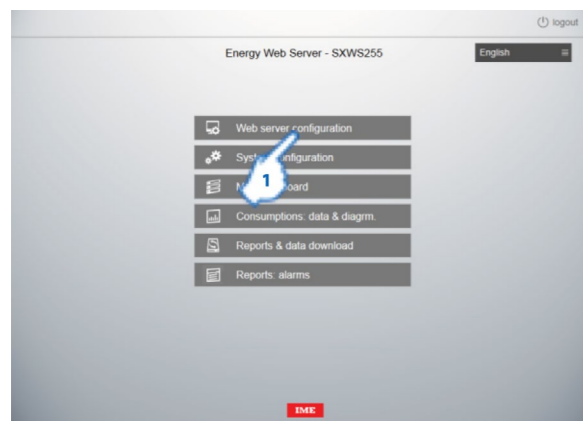 logout
Energy Web Server - SXWS255
English
Web server configuration
configuration
1
Consumptions: data & diagrm.
Reports & data download
Reports: alarms
IME